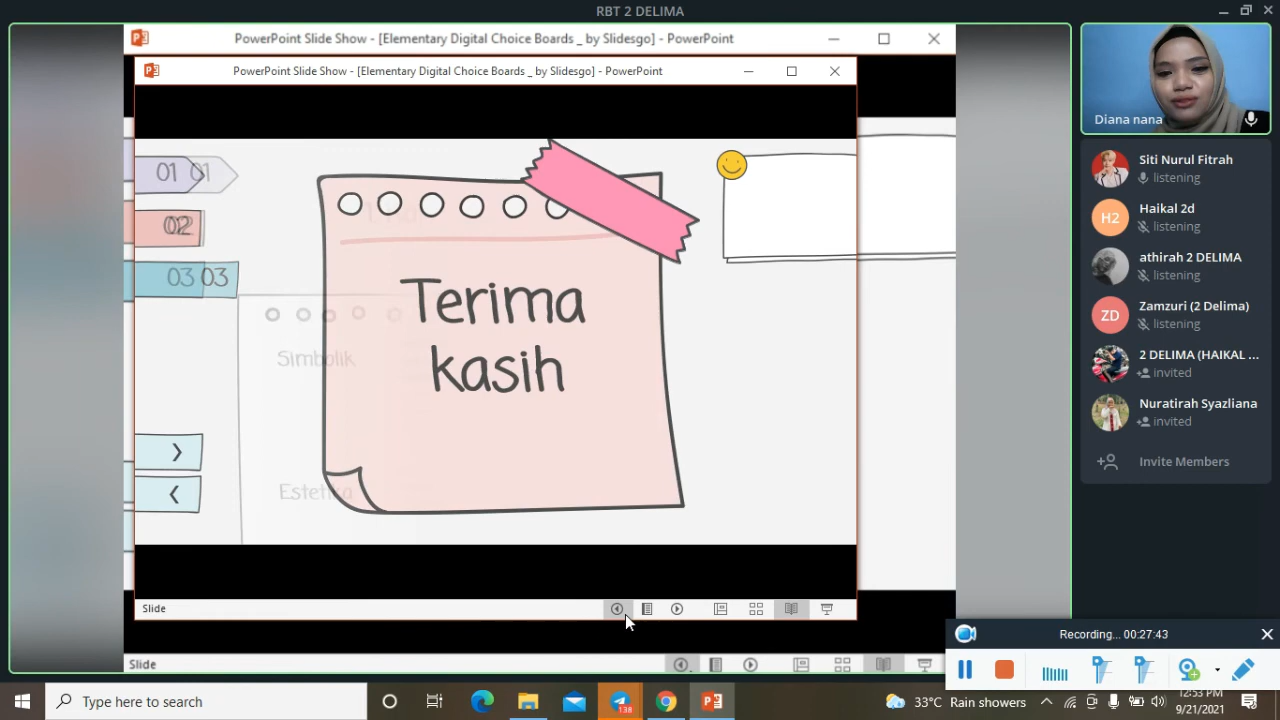 RBT 2 DELIMA
PowerPoint Slide Show - [Elementary Digital Choice Boards _ by Slidesgo] - PowerPoint
PowerPoint Slide Show - [Elementary Digital Choice Boards _ by Slidesgo] - PowerPoint
01 01
02
03 03
Terima
kasih
Simbolik
Estetika
Slide
Slide
Diana nana
Siti Nurul Fitrah
listening
Haikal 2d
H2
listening
athirah 2 DELIMA
listening
Zamzuri (2 Delima)
ZD
listening
2 DELIMA (HAIKAL ...
invited
Nuratirah Syazliana
invited
Invite Members
Recording... 00:27:43
Type here to search
138
33°C Rain showers
12:53 PM
9/21/2021